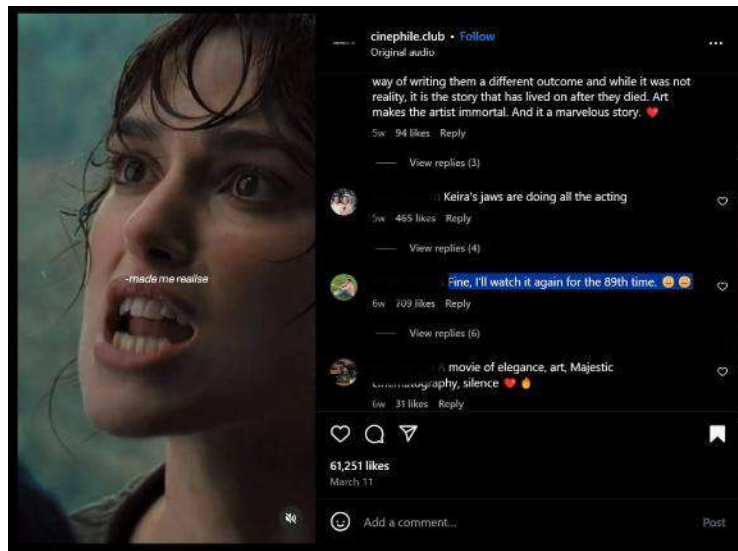 cinephile.club • Follow
Original audio
way of writing them a different outcome and while it was not
reality, it is the story that has lived on after they died. Art
makes the artist immortal. And it a marvelous story. ❤️
5w 94 likes Reply
View replies (3)
Keira's jaws are doing all the acting
5w 465 likes Reply
View replies (4)
Fine, I'll watch it again for the 89th time. 😩 😩
6w 709 likes Reply
View replies (6)
A movie of elegance, art, Majestic
cinematography, silence ❤️ 🔥
6w 31 likes Reply
61,251 likes
March 11
Add a comment...
Post
-made me realise